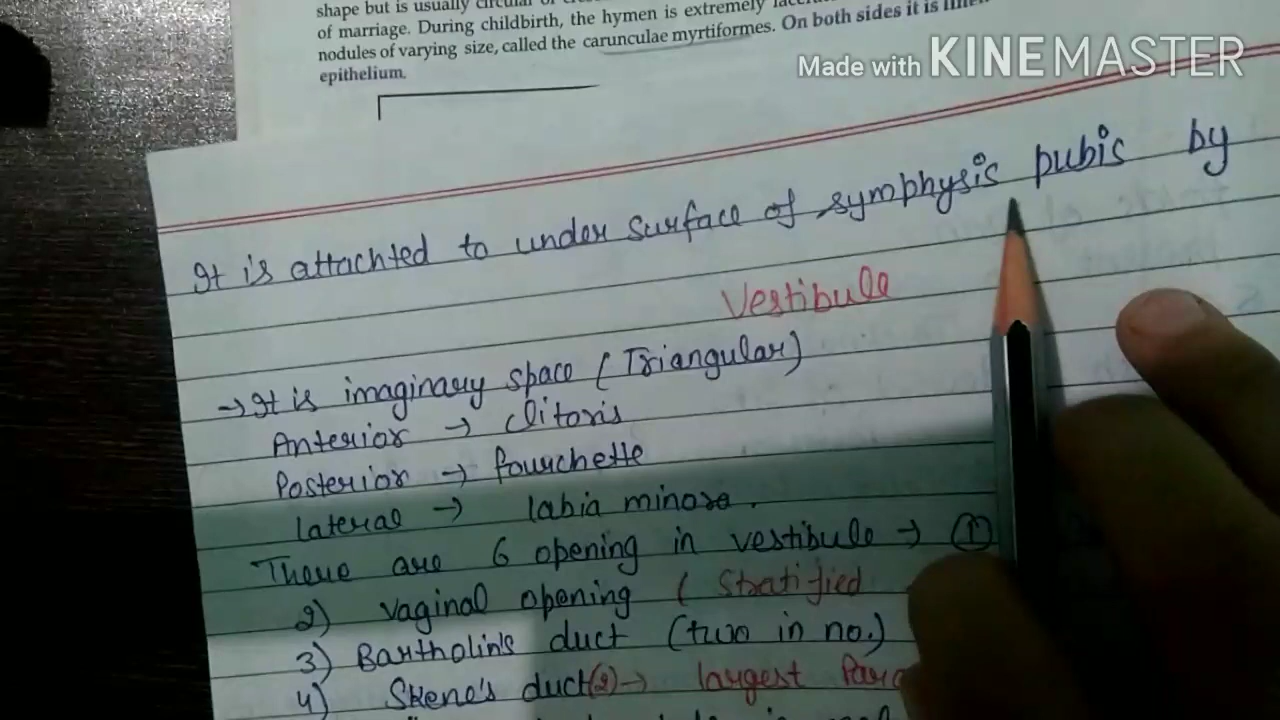 shape but is usually circular or
of marriage. During childbirth, the hymen is extremely
nodules of varying size, called the carunculae myrtiformes. On both sides it is
epithelium.
Made with KINEMASTER
It is attachted to under surface of symphysis pubis by
Vestibule
→ It is imaginary space (Triangular)
Anterior → clitoris
Posterior → fourchette
lateral → labia minora.
There are 6 opening in vestibule → ①
2) vaginal opening ( Stratified
3) Bartholin's duct (two in no.)
4) Skene's duct(2) → largest Para